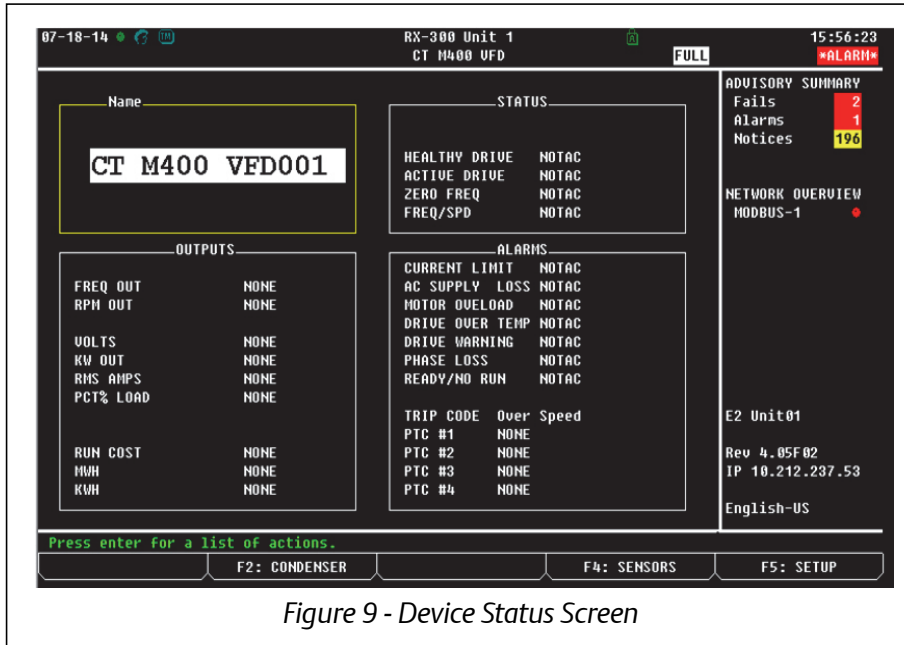 07-18-14 RX-300 Unit 1 15:56:23
CT M400 VFD FULL *ALARM*
Name
CT M400 VFD001
STATUS
HEALTHY DRIVE NOTAC
ACTIVE DRIVE NOTAC
ZERO FREQ NOTAC
FREQ/SPD NOTAC
OUTPUTS
FREQ OUT NONE
RPM OUT NONE
VOLTS NONE
KW OUT NONE
RMS AMPS NONE
PCT% LOAD NONE
RUN COST NONE
MWH NONE
KWH NONE
ALARMS
CURRENT LIMIT NOTAC
AC SUPPLY LOSS NOTAC
MOTOR OVELOAD NOTAC
DRIVE OVER TEMP NOTAC
DRIVE WARNING NOTAC
PHASE LOSS NOTAC
READY/NO RUN NOTAC
TRIP CODE Over Speed
PTC #1 NONE
PTC #2 NONE
PTC #3 NONE
PTC #4 NONE
ADVISORY SUMMARY
Fails 2
Alarms 1
Notices 196
NETWORK OVERVIEW
MODBUS-1
E2 Unit01
Rev 4.05F02
IP 10.212.237.53
English-US
Press enter for a list of actions.
F2: CONDENSER F4: SENSORS F5: SETUP
Figure 9 - Device Status Screen